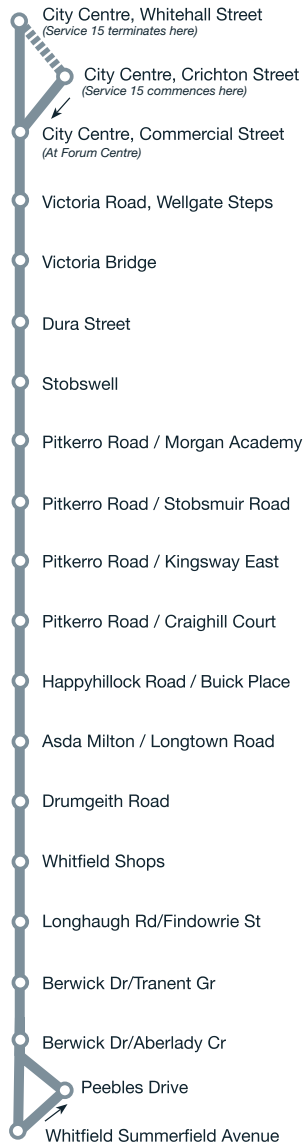 City Centre, Whitehall Street
(Service 15 terminates here)
City Centre, Crichton Street
(Service 15 commences here)
City Centre, Commercial Street
(At Forum Centre)
Victoria Road, Wellgate Steps
Victoria Bridge
Dura Street
Stobswell
Pitkerro Road / Morgan Academy
Pitkerro Road / Stobsmuir Road
Pitkerro Road / Kingsway East
Pitkerro Road / Craighill Court
Happyhillock Road / Buick Place
Asda Milton / Longtown Road
Drumgeith Road
Whitfield Shops
Longhaugh Rd/Findowrie St
Berwick Dr/Tranent Gr
Berwick Dr/Aberlady Cr
Peebles Drive
Whitfield Summerfield Avenue